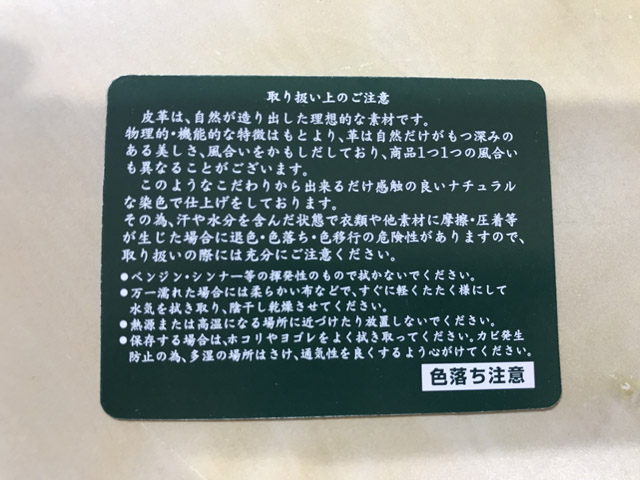 取り扱い上のご注意
皮革は、自然が造り出した理想的な素材です。
物理的・機能的な特徴はもとより、革は自然だけがもつ深みの
ある美しさ、風合いをかもしだしており、商品1つ1つの風合い
も異なることがございます。
このようなこだわりから出来るだけ感触の良いナチュラル
な染色で仕上げをしております。
その為、汗や水分を含んだ状態で衣類や他素材に摩擦・圧着等
が生じた場合に退色・色落ち・色移行の危険性がありますので、
取り扱いの際には充分にご注意ください。
●ベンジン・シンナー等の揮発性のもので拭かないでください。
●万一濡れた場合には柔らかい布などで、すぐに軽くたたく様にして
水気を拭き取り、陰干し乾燥させてください。
●熱源または高温になる場所に近づけたり放置しないでください。
●保存する場合は、ホコリやヨゴレをよく拭き取ってください。カビ発生
防止の為、多湿の場所はさけ、通気性を良くするよう心がけてください。
色落ち注意